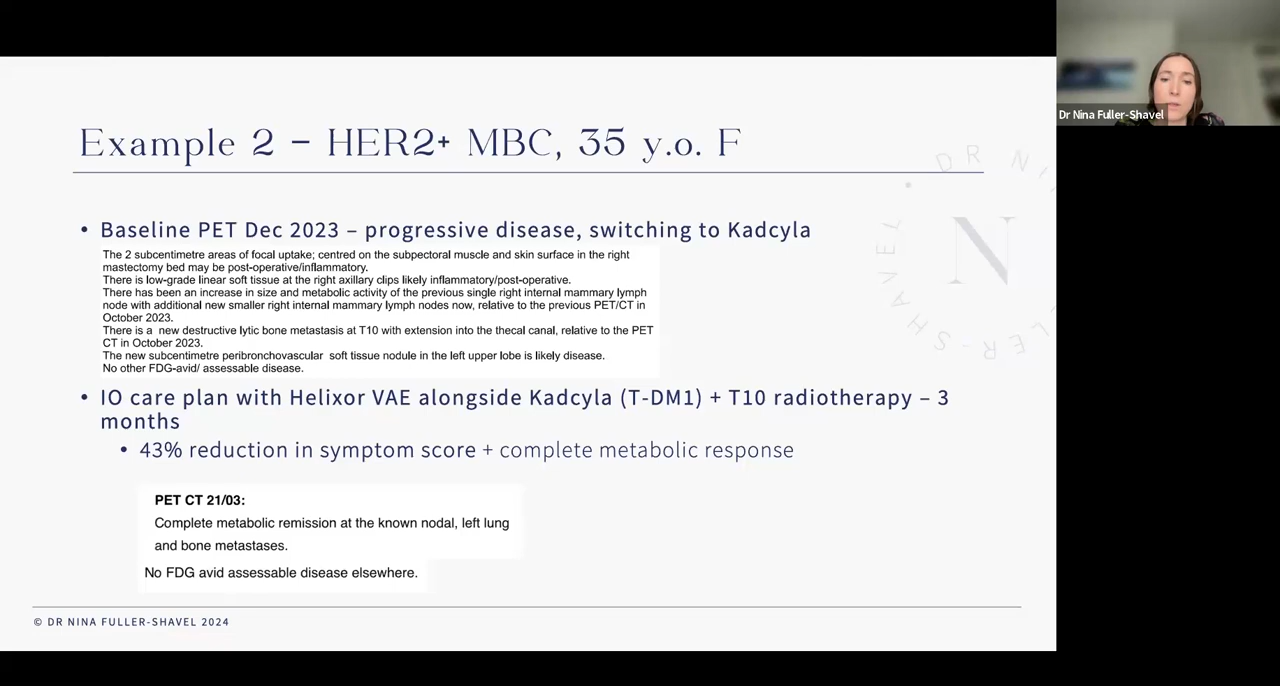 Dr Nina Fuller-Shavel
Example 2 – HER2+ MBC, 35 y.o. F
DR NI
N
FULLER-SHAVEL
• Baseline PET Dec 2023 – progressive disease, switching to Kadcyla
The 2 subcentimetre areas of focal uptake; centred on the subpectoral muscle and skin surface in the right
mastectomy bed may be post-operative/inflammatory.
There is low-grade linear soft tissue at the right axillary clips likely inflammatory/post-operative.
There has been an increase in size and metabolic activity of the previous single right internal mammary lymph
node with additional new smaller right internal mammary lymph nodes now, relative to the previous PET/CT in
October 2023.
There is a new destructive lytic bone metastasis at T10 with extension into the thecal canal, relative to the PET
CT in October 2023.
The new subcentimetre peribronchovascular soft tissue nodule in the left upper lobe is likely disease.
No other FDG-avid/ assessable disease.
• IO care plan with Helixor VAE alongside Kadcyla (T-DM1) + T10 radiotherapy – 3
months
• 43% reduction in symptom score + complete metabolic response
PET CT 21/03:
Complete metabolic remission at the known nodal, left lung
and bone metastases.
No FDG avid assessable disease elsewhere.
© DR NINA FULLER-SHAVEL 2024